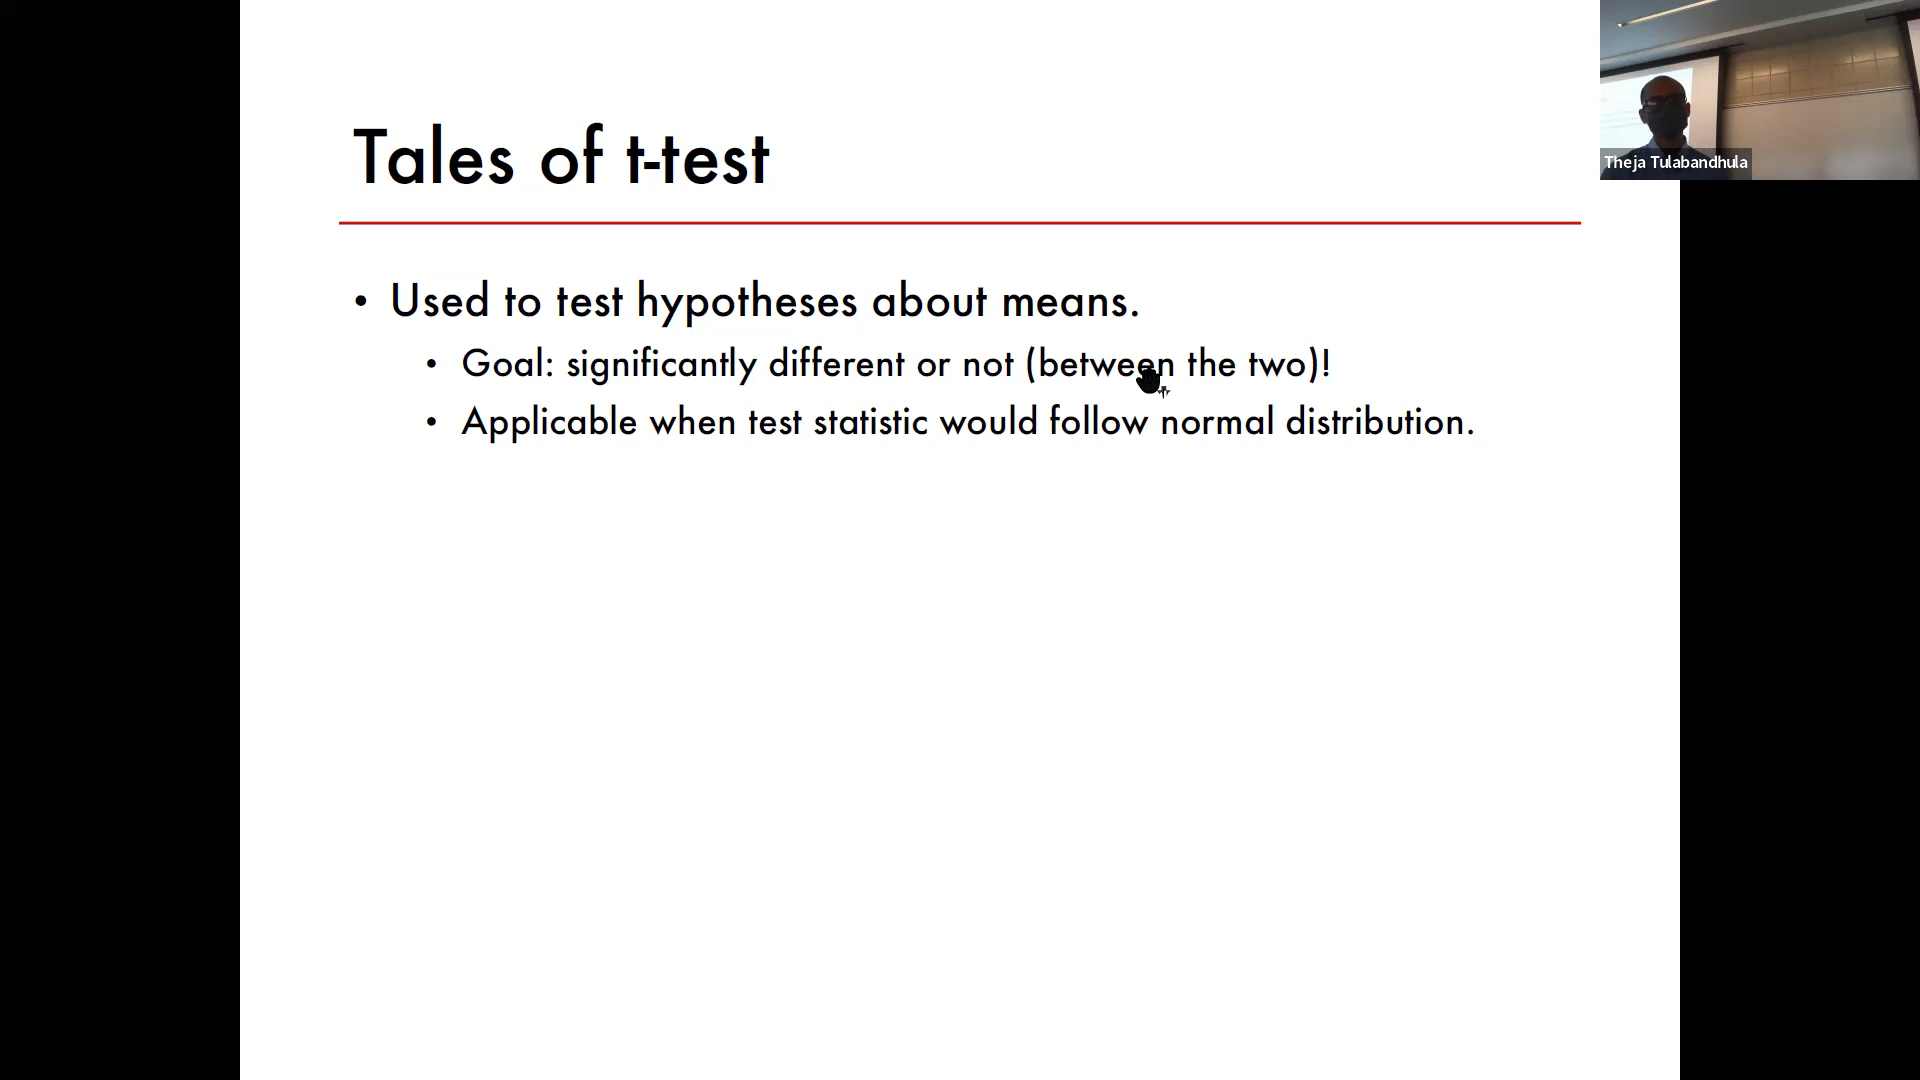 Tales of t-test
• Used to test hypotheses about means.
• Goal: significantly different or not (between the two)!
• Applicable when test statistic would follow normal distribution.
Theja Tulabandhula